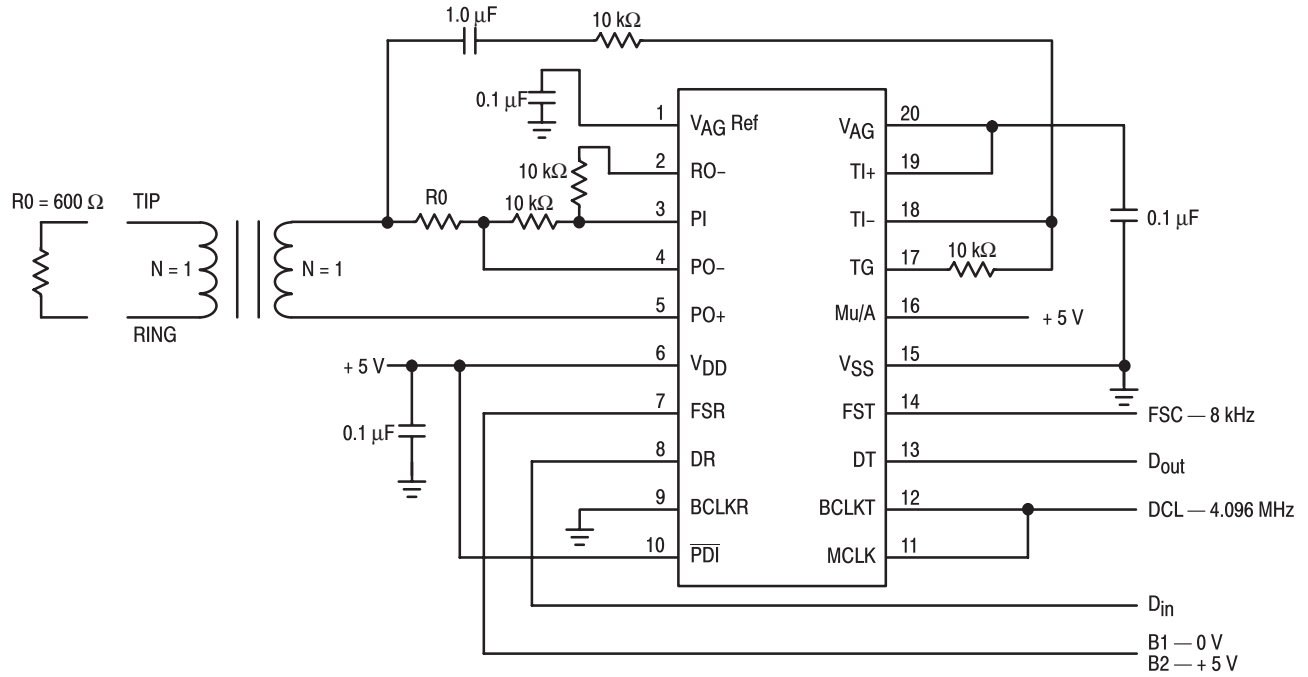 1.0 µF
10 kΩ
0.1 µF
1
VAG Ref
VAG
20
10 kΩ
2
RO–
TI+
19
R0 = 600 Ω
TIP
R0
10 kΩ
3
PI
TI–
18
0.1 µF
N = 1
N = 1
4
PO–
TG
17
10 kΩ
RING
5
PO+
Mu/A
16
+ 5 V
+ 5 V
6
VDD
VSS
15
7
FSR
FST
14
FSC — 8 kHz
0.1 µF
8
DR
DT
13
Dout
9
BCLKR
BCLKT
12
DCL — 4.096 MHz
10
PDI
MCLK
11
Din
B1 — 0 V
B2 — + 5 V